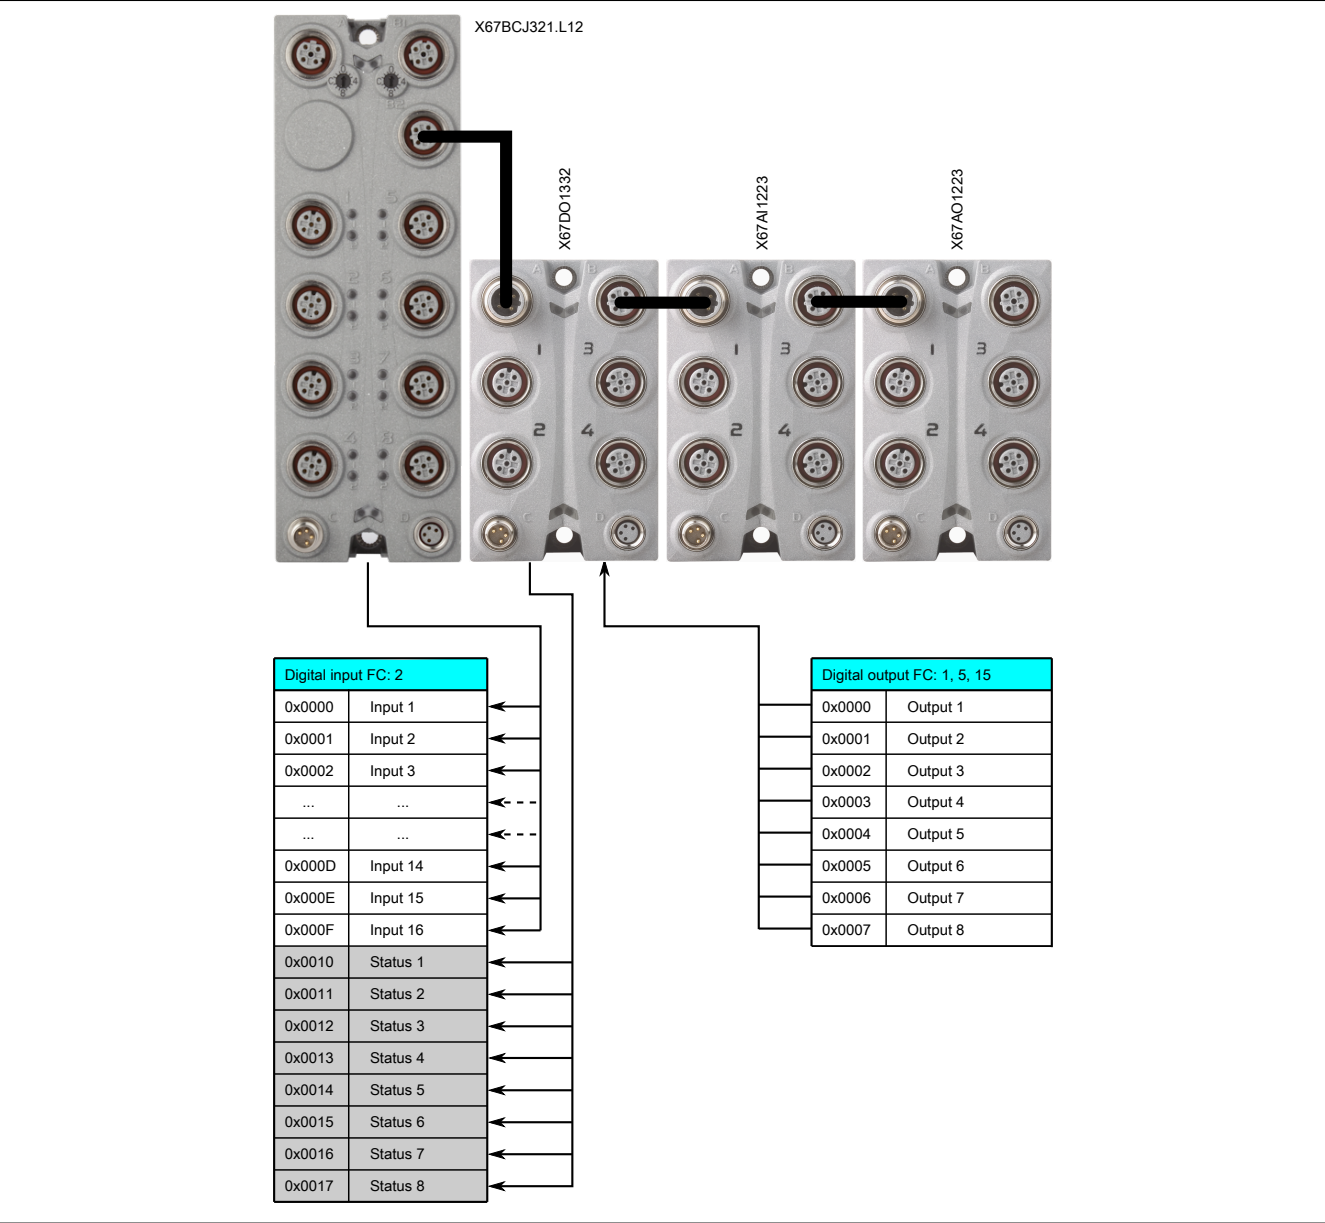 X67BCJ321.L12
X67DO1332
X67AI1223
X67AO1223
A B
A B
A B
1 3
1 3
1 3
2 4
2 4
2 4
Digital input FC: 2
0x0000 Input 1
0x0001 Input 2
0x0002 Input 3
... ...
... ...
0x000D Input 14
0x000E Input 15
0x000F Input 16
0x0010 Status 1
0x0011 Status 2
0x0012 Status 3
0x0013 Status 4
0x0014 Status 5
0x0015 Status 6
0x0016 Status 7
0x0017 Status 8
Digital output FC: 1, 5, 15
0x0000 Output 1
0x0001 Output 2
0x0002 Output 3
0x0003 Output 4
0x0004 Output 5
0x0005 Output 6
0x0006 Output 7
0x0007 Output 8